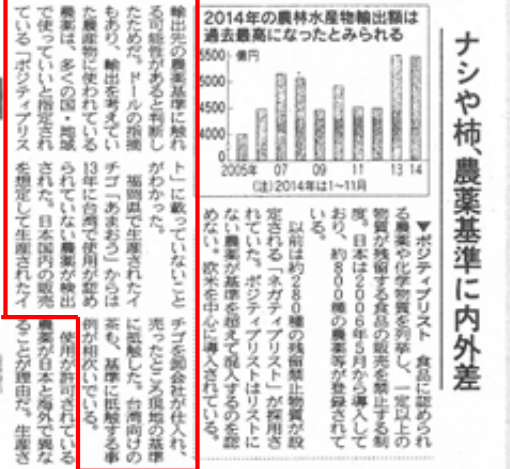 ナシや柿、農薬基準に内外差
2014年の農林水産物輸出額は
過去最高になったとみられる
億円
5500
5000
4500
4000
2005年 07 09 11 13 14
(注)2014年は1~11月
▼ポジティブリスト 食品に認められ
る農薬や化学物質を列挙し、一定以上の
物質が残留する食品の販売を禁止する制
度。日本は2006年5月から導入して
おり、約800種の農薬等が登録されて
いる。
以前は約280種の残留禁止物質が設
定される「ネガティブリスト」が採用さ
れていた。ポジティブリストはリストに
ない農薬が基準を超えて混入するのを認
めない。欧米を中心に導入されている。
輸出先の農薬基準に触れ
る可能性があると判断し
たためだ。ドールの指摘
もあり、輸出を考えてい
た農産物に使われている
農薬は、多くの国・地域
で使っていいと指定され
ている「ポジティブリス
ト」に載っていないこと
がわかった。
福岡県で生産されたイ
チゴ「あまおう」からは
13年に台湾で使用が認め
られていない農薬が検出
された。日本国内の販売
を想定して生産されたイ
チゴを卸会社が仕入れ、
売ったところ現地の基準
に抵触した。台湾向けの
茶も、基準に抵触する事
例が相次いでいる。
使用が許可されている
農薬が日本と海外で異な
ることが理由だ。生産さ